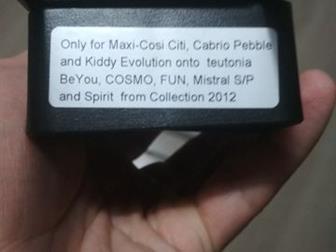 Only for Maxi-Cosi Citi, Cabrio Pebble
and Kiddy Evolution onto teutonia
BeYou, COSMO, FUN, Mistral S/P
and Spirit from Collection 2012